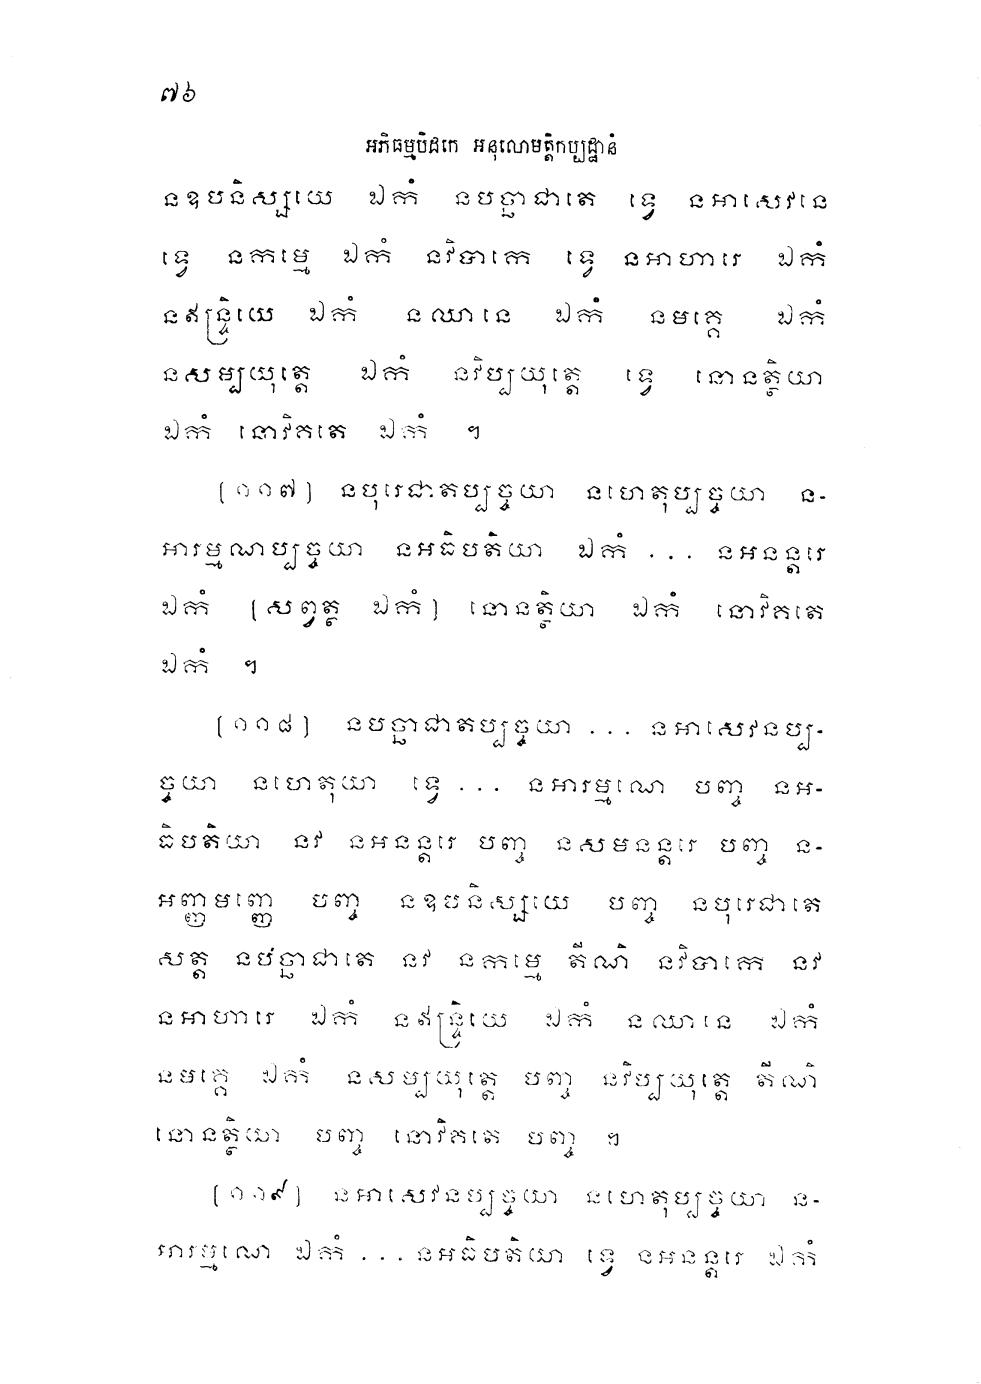 ៧៦
អភិធម្មបិដកេ អនុលោមត្តិកប្បដ្ឋានំ
នឧបនិស្សយេ ឯកំ នបច្ឆាជាតេ ទ្វេ នអាសេវនេ
ទ្វេ នកម្មេ ឯកំ នវិបាកេ ទ្វេ នអាហារេ ឯកំ
នឥន្ទ្រិយេ ឯកំ នឈានេ ឯកំ នមគ្គេ ឯកំ
នសម្បយុត្តេ ឯកំ នវិប្បយុត្តេ ទ្វេ នោនត្ថិយា
ឯកំ នោវិគតេ ឯកំ ។
(១១៧) នបុរេជាតប្បច្ចយា នហេតុប្បច្ចយា ន-
អារម្មណប្បច្ចយា នអធិបតិយា ឯកំ ... នអនន្តរេ
ឯកំ (សព្វត្ថ ឯកំ) នោនត្ថិយា ឯកំ នោវិគតេ
ឯកំ ។
(១១៨) នបច្ឆាជាតប្បច្ចយា ... នអាសេវនប្ប-
ច្ចយា នហេតុយា ទ្វេ ... នអារម្មណេ បញ្ច នអ-
ធិបតិយា នវ នអនន្តរេ បញ្ច នសមនន្តរេ បញ្ច ន-
អញ្ញមញ្ញេ បញ្ច នឧបនិស្សយេ បញ្ច នបុរេជាតេ
សត្ត នបច្ឆាជាតេ នវ នកម្មេ តីណិ នវិបាកេ នវ
នអាហារេ ឯកំ នឥន្ទ្រិយេ ឯកំ នឈានេ ឯកំ
នមគ្គេ ឯកំ នសម្បយុត្តេ បញ្ច នវិប្បយុត្តេ តីណិ
នោនត្ថិយា បញ្ច នោវិគតេ បញ្ច ។
(១១៩) នអាសេវនប្បច្ចយា នហេតុប្បច្ចយា ន-
អារម្មណេ ឯកំ ... នអធិបតិយា ទ្វេ នអនន្តរេ ឯកំ